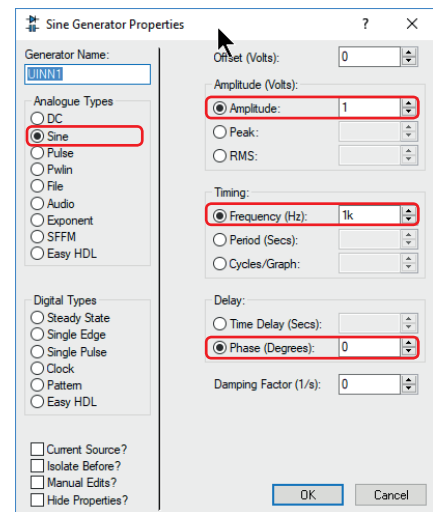 Sine Generator Properties ? ×
Generator Name:
UINN1
Analogue Types
DC
Sine
Pulse
Pwlin
File
Audio
Exponent
SFFM
Easy HDL
Digital Types
Steady State
Single Edge
Single Pulse
Clock
Pattern
Easy HDL
Current Source?
Isolate Before?
Manual Edits?
Hide Properties?
Offset (Volts): 0
Amplitude (Volts):
Amplitude: 1
Peak:
RMS:
Timing:
Frequency (Hz): 1k
Period (Secs):
Cycles/Graph:
Delay:
Time Delay (Secs):
Phase (Degrees): 0
Damping Factor (1/s): 0
OK Cancel